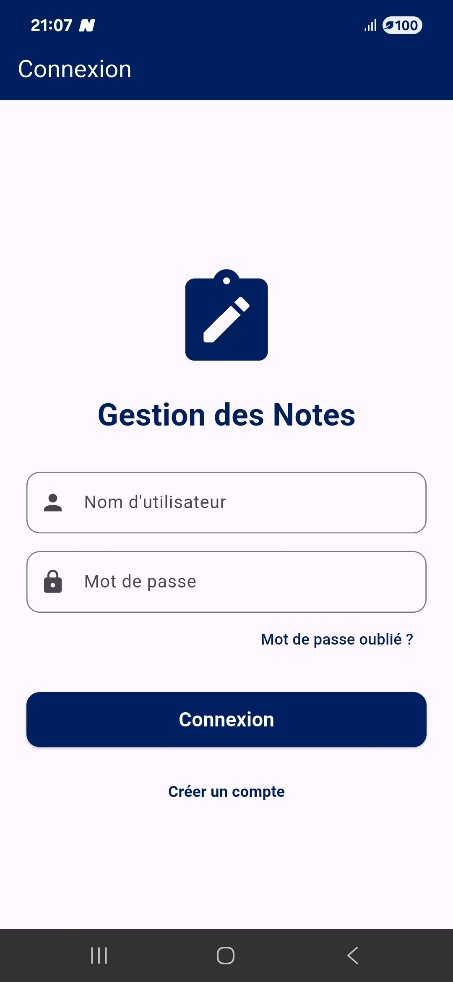 21:07 N
100
Connexion
Gestion des Notes
Nom d'utilisateur
Mot de passe
Mot de passe oublié ?
Connexion
Créer un compte